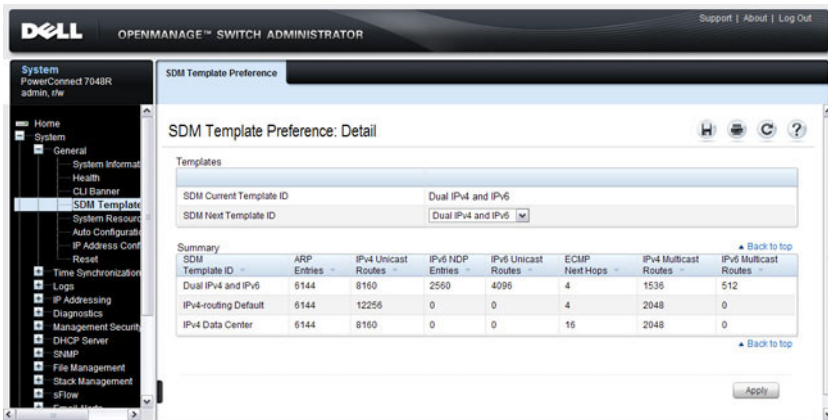 Support | About | Log Out
DELL
OPENMANAGE™ SWITCH ADMINISTRATOR
System
PowerConnect 7048R
admin, r/w
SDM Template Preference
Home
System
General
System Informat
Health
CLI Banner
SDM Template
System Resourc
Auto Configuratio
IP Address Conf
Reset
Time Synchronization
Logs
IP Addressing
Diagnostics
Management Security
DHCP Server
SNMP
File Management
Stack Management
sFlow
Email Alerts
SDM Template Preference: Detail
Templates
SDM Current Template ID Dual IPv4 and IPv6
SDM Next Template ID Dual IPv4 and IPv6
Summary
Back to top
SDM Template ID ARP Entries IPv4 Unicast Routes IPv6 NDP Entries IPv6 Unicast Routes ECMP Next Hops IPv4 Multicast Routes IPv6 Multicast Routes
Dual IPv4 and IPv6 6144 8160 2560 4096 4 1536 512
IPv4-routing Default 6144 12256 0 0 4 2048 0
IPv4 Data Center 6144 8160 0 0 16 2048 0
Back to top
Apply